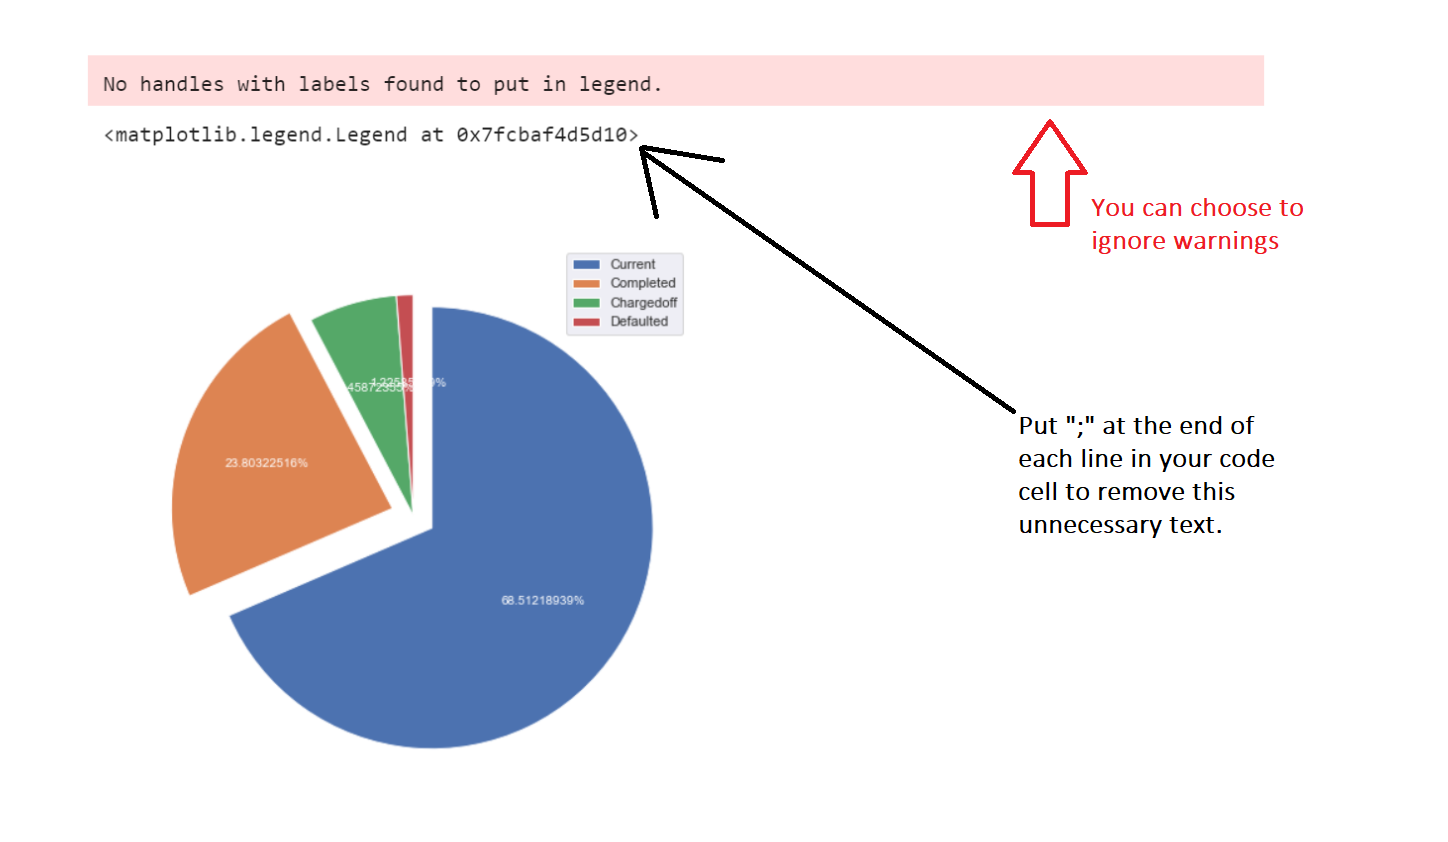 No handles with labels found to put in legend.
<matplotlib.legend.Legend at 0x7fcbaf4d5d10>
You can choose to
ignore warnings
Current
Completed
Chargedoff
Defaulted
23.80322516%
68.51218939%
Put ";" at the end of
each line in your code
cell to remove this
unnecessary text.